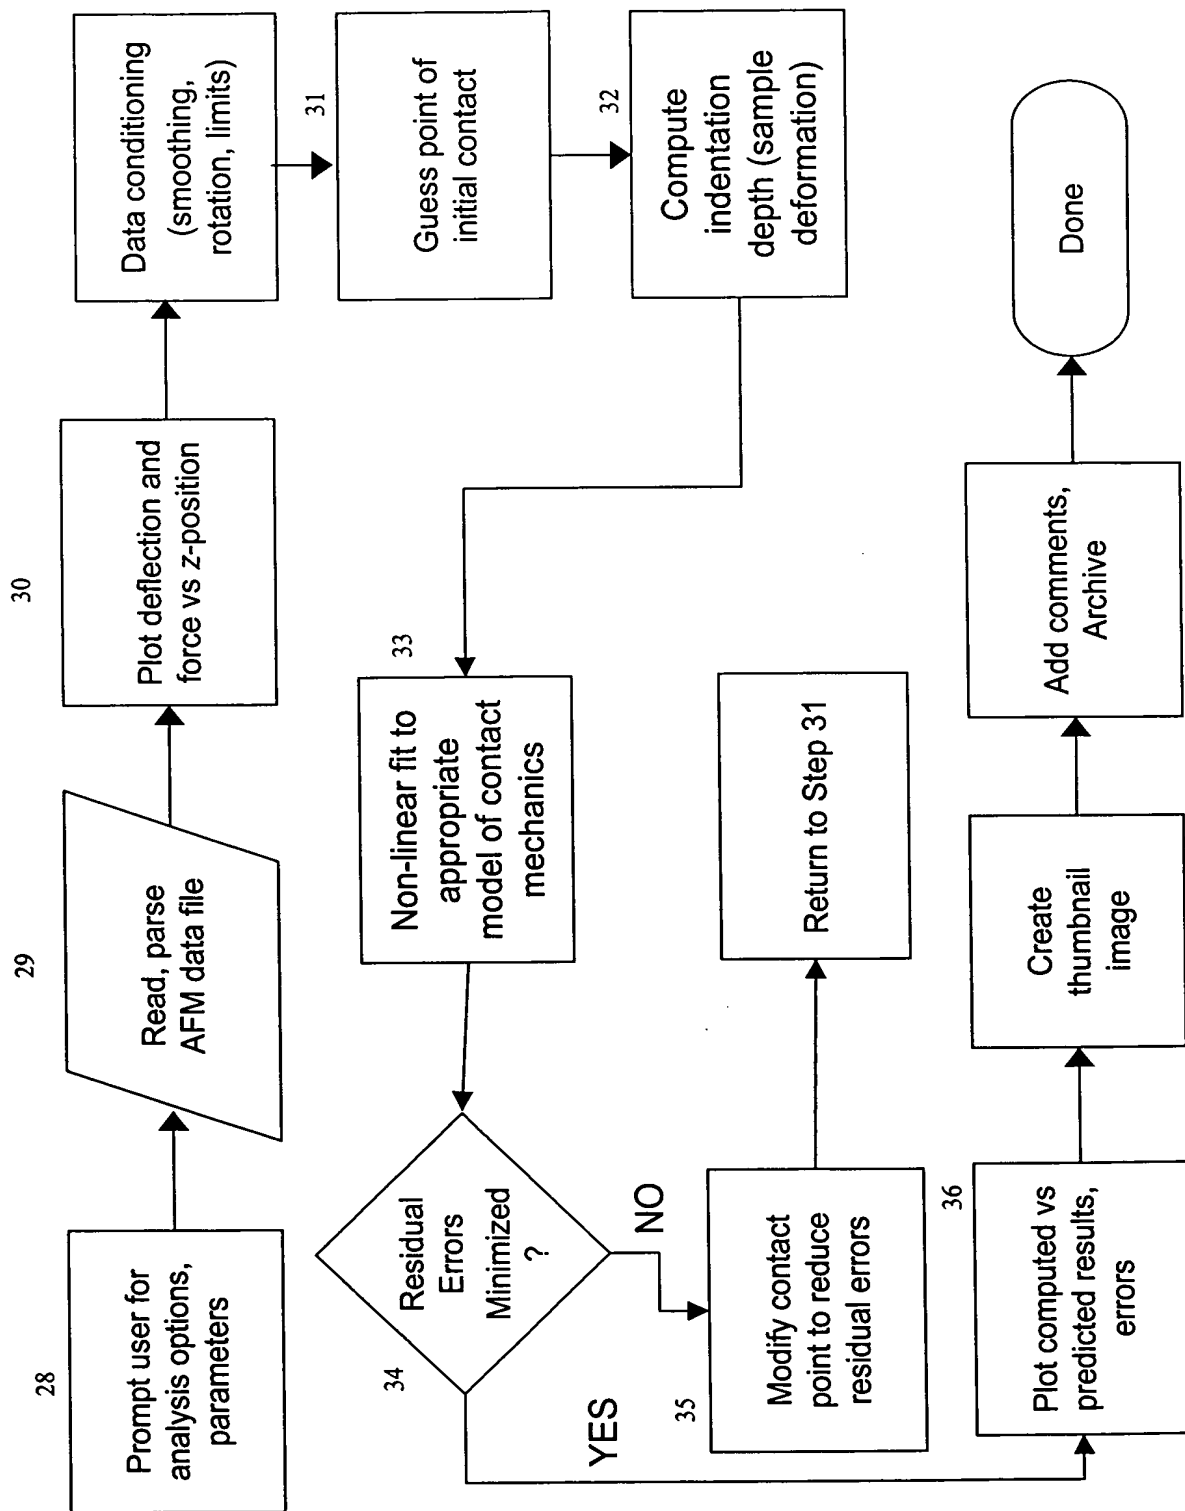 28
Prompt user for
analysis options,
parameters
29
Read, parse
AFM data file
30
Plot deflection and
force vs z-position
Data conditioning
(smoothing,
rotation, limits)
31
Guess point of
initial contact
32
Compute
indentation
depth (sample
deformation)
33
Non-linear fit to
appropriate
model of contact
mechanics
34
Residual
Errors
Minimized
?
YES
NO
35
Modify contact
point to reduce
residual errors
Return to Step 31
36
Plot computed vs
predicted results,
errors
Create
thumbnail
image
Add comments,
Archive
Done